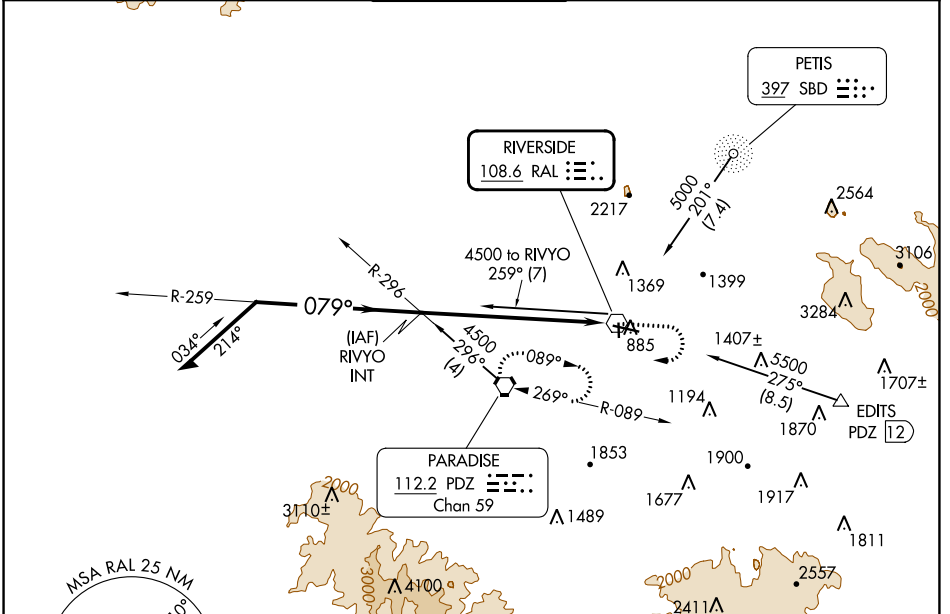 PETIS
397 SBD
RIVERSIDE
108.6 RAL
5000
201°
(7.4)
2217
2564
3106
2000
R-296
4500 to RIVYO
259° (7)
1369
1399
3284
R-259
079°
885
034°
214°
(IAF)
RIVYO
INT
4500
296°
(4)
089°
269°
R-089
1407±
5500
275°
(8.5)
1707±
EDITS
PDZ 12
1194
1870
PARADISE
112.2 PDZ
Chan 59
1853
1900
1677
1917
2000
3110±
1489
1811
MSA RAL 25 NM
3000
4100
2000
2557
2411